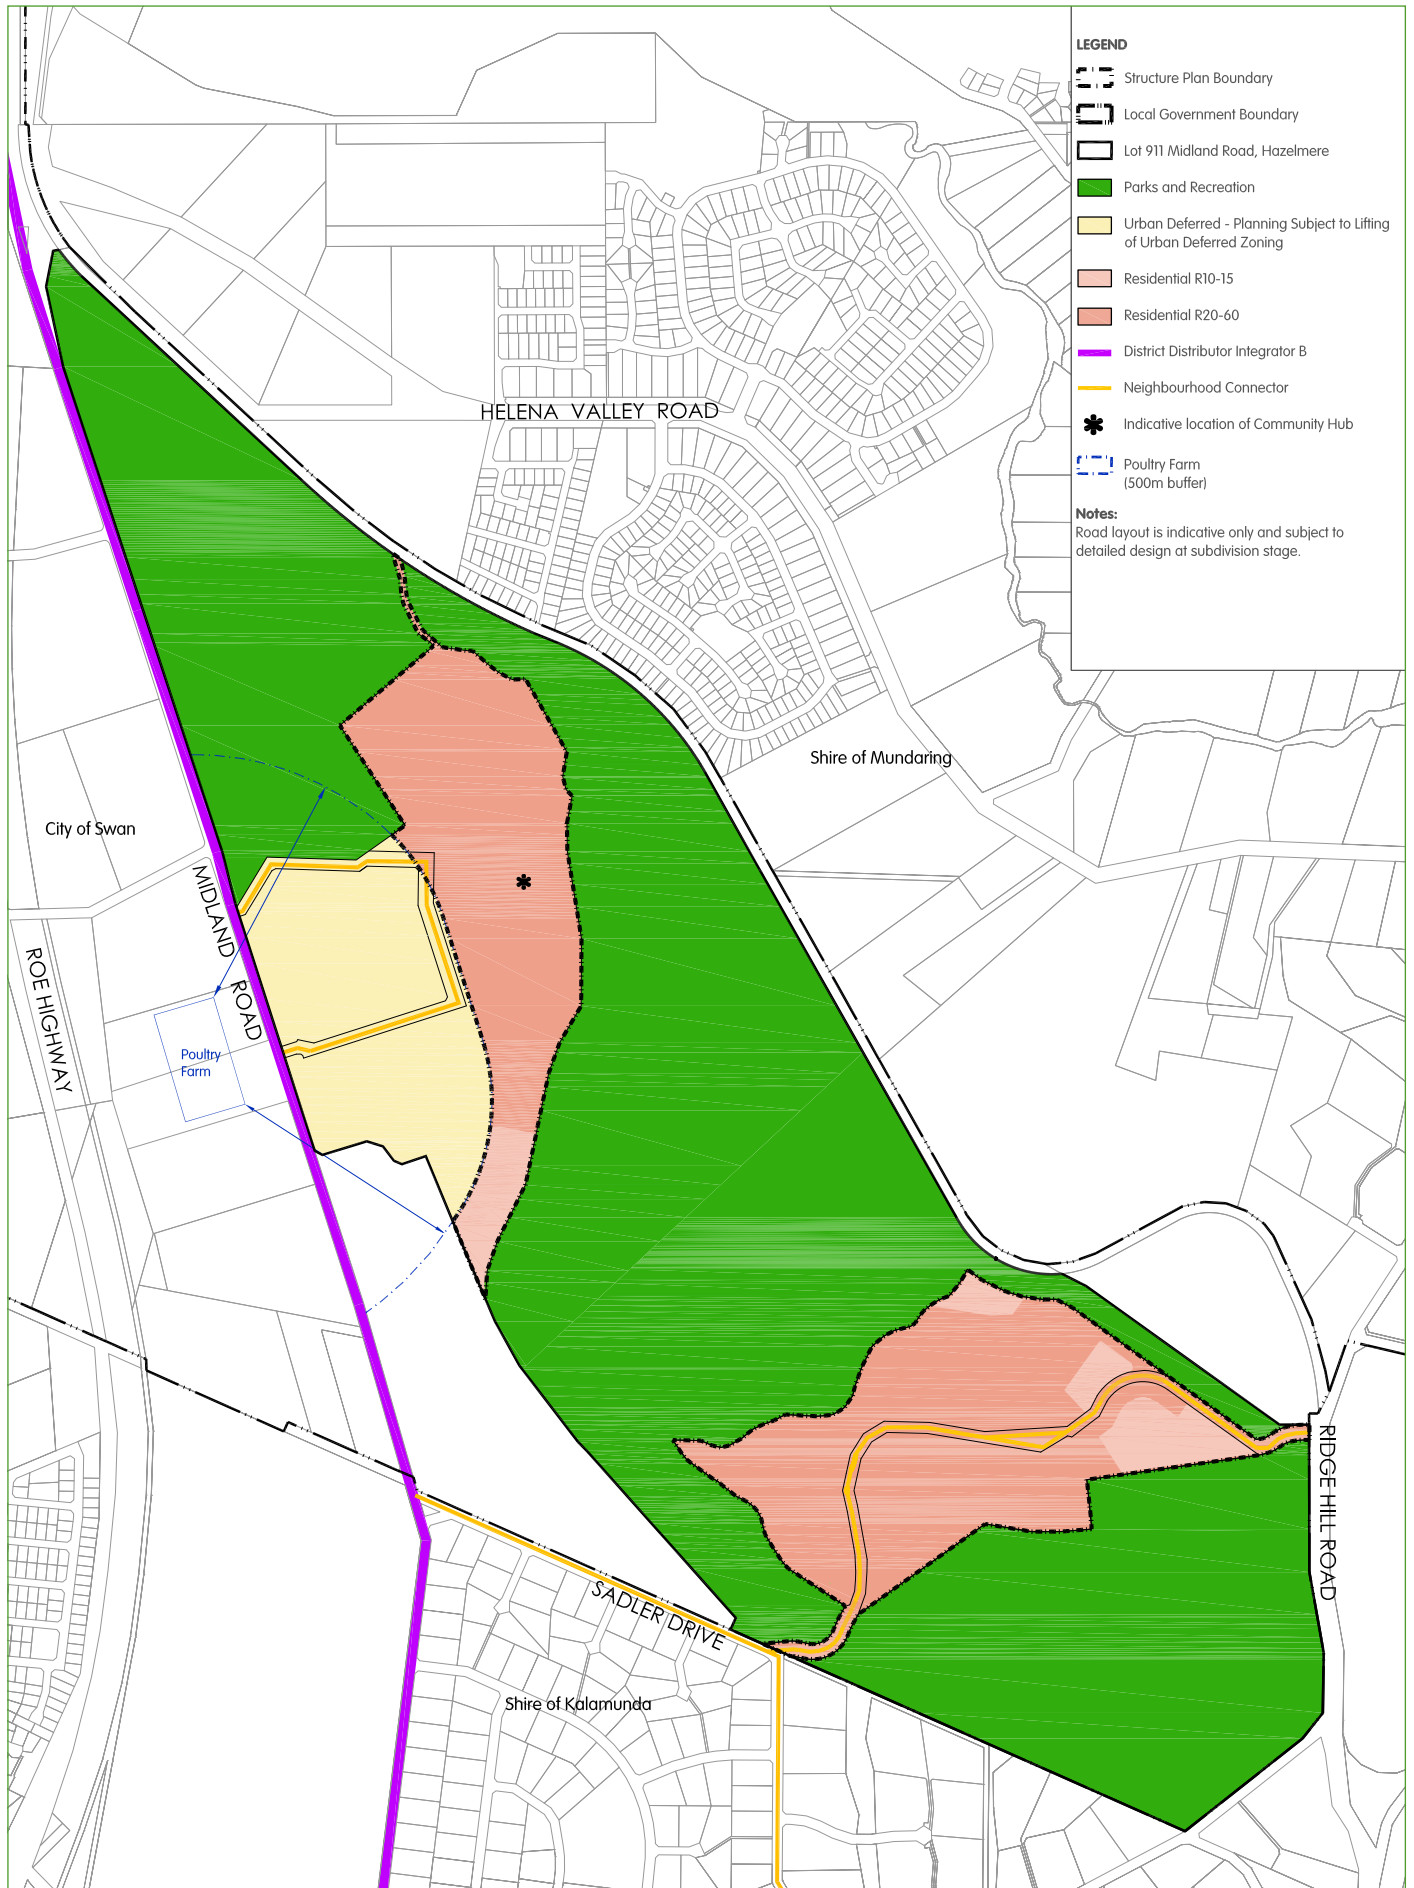 LEGEND
Structure Plan Boundary
Local Government Boundary
Lot 911 Midland Road, Hazelmere
Parks and Recreation
Urban Deferred - Planning Subject to Lifting
of Urban Deferred Zoning
Residential R10-15
Residential R20-60
District Distributor Integrator B
Neighbourhood Connector
Indicative location of Community Hub
Poultry Farm
(500m buffer)
Notes:
Road layout is indicative only and subject to
detailed design at subdivision stage.
HELENA VALLEY ROAD
Shire of Mundaring
City of Swan
MIDLAND ROAD
ROE HIGHWAY
Poultry
Farm
RIDGE HILL ROAD
SADLER DRIVE
Shire of Kalamunda